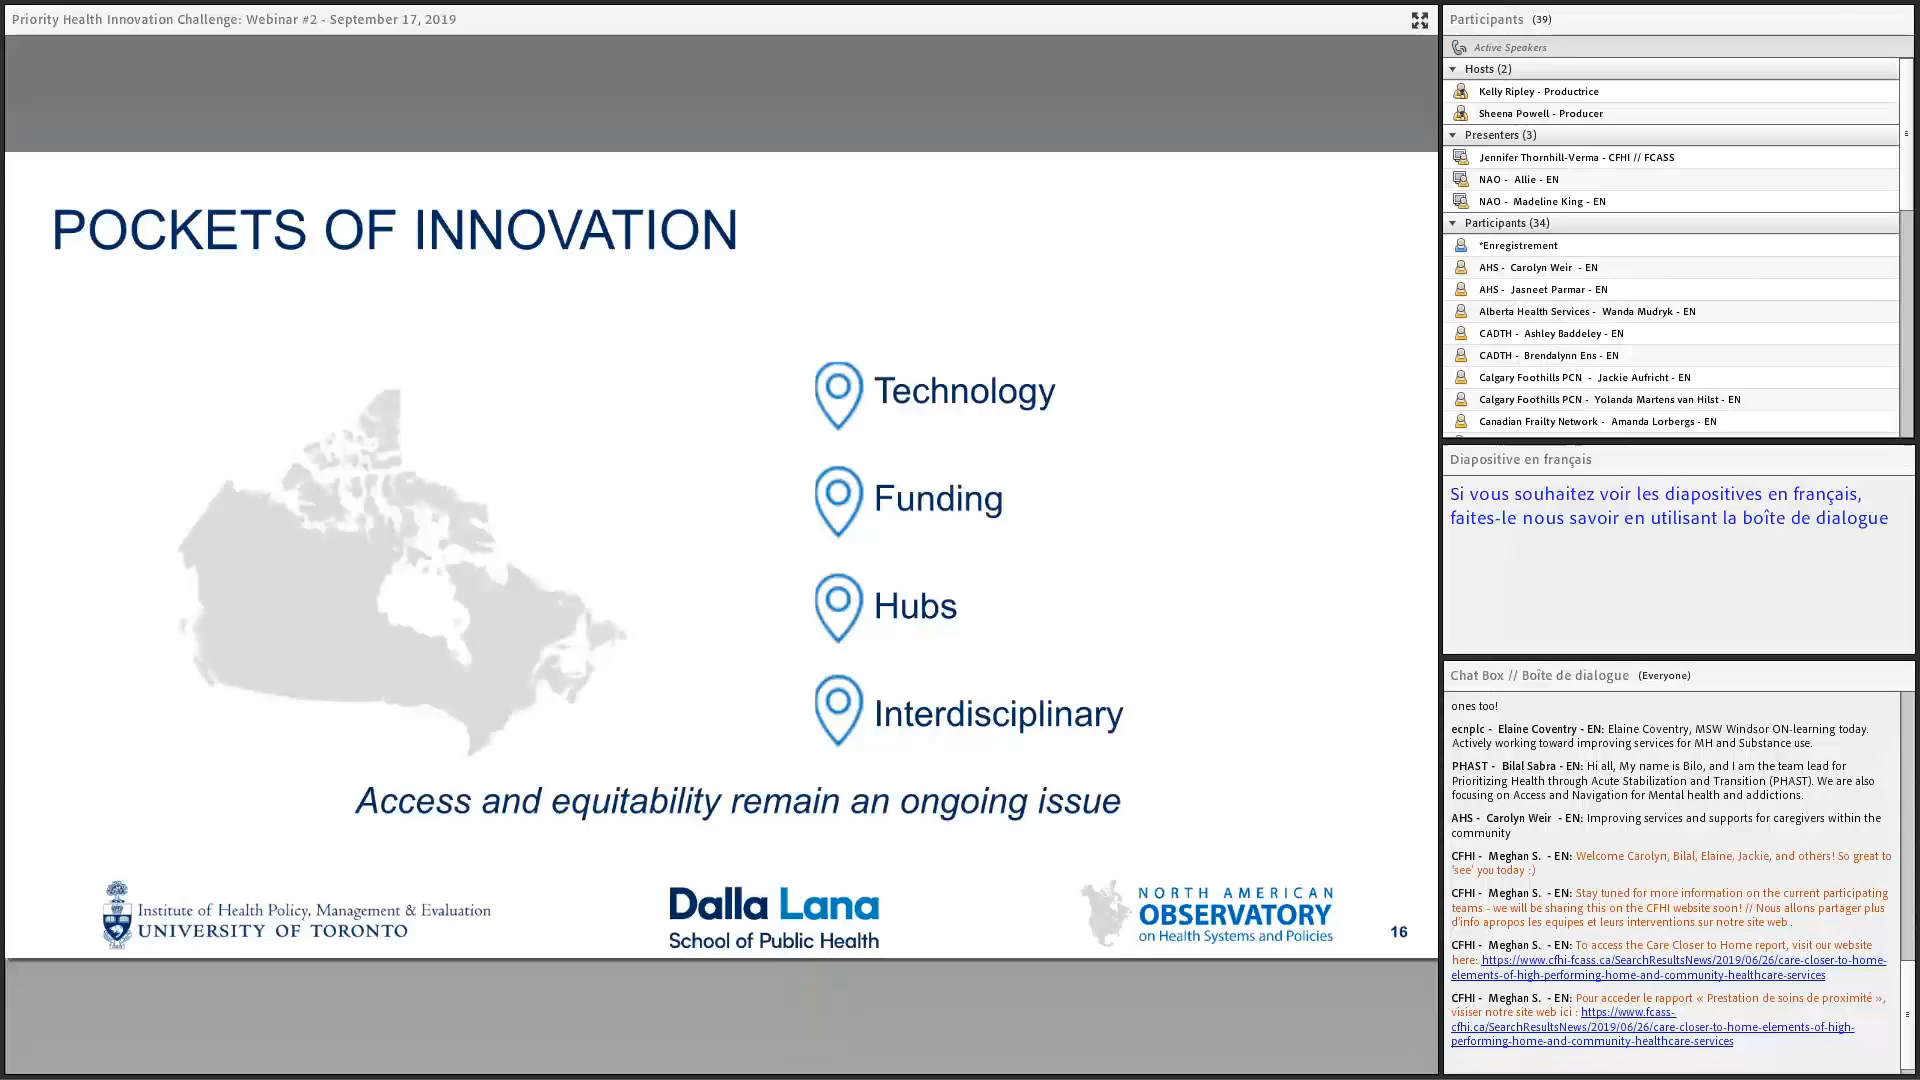 Priority Health Innovation Challenge: Webinar #2 - September 17, 2019
POCKETS OF INNOVATION
Technology
Funding
Hubs
Interdisciplinary
Access and equitability remain an ongoing issue
Institute of Health Policy, Management & Evaluation
UNIVERSITY OF TORONTO
Dalla Lana
School of Public Health
NORTH AMERICAN
OBSERVATORY
on Health Systems and Policies
16
Participants (39)
Active Speakers
Hosts (2)
Kelly Ripley - Productrice
Sheena Powell - Producer
Presenters (3)
Jennifer Thornhill-Verma - CFHI // FCASS
NAO - Allie - EN
NAO - Madeline King - EN
Participants (34)
*Enregistrement
AHS - Carolyn Weir - EN
AHS - Jasneet Parmar - EN
Alberta Health Services - Wanda Mudryk - EN
CADTH - Ashley Baddeley - EN
CADTH - Brendalynn Ens - EN
Calgary Foothills PCN - Jackie Aufricht - EN
Calgary Foothills PCN - Yolanda Martens van Hilst - EN
Canadian Frailty Network - Amanda Lorbergs - EN
Diapositive en français
Si vous souhaitez voir les diapositives en français,
faites-le nous savoir en utilisant la boîte de dialogue
Chat Box // Boîte de dialogue (Everyone)
ones too!
ecnplc - Elaine Coventry - EN: Elaine Coventry, MSW Windsor ON-learning today.
Actively working toward improving services for MH and Substance use.
PHAST - Bilal Sabra - EN: Hi all, My name is Bilo, and I am the team lead for
Prioritizing Health through Acute Stabilization and Transition (PHAST). We are also
focusing on Access and Navigation for Mental health and addictions.
AHS - Carolyn Weir - EN: Improving services and supports for caregivers within the
community
CFHI - Meghan S. - EN: Welcome Carolyn, Bilal, Elaine, Jackie, and others! So great to
'see' you today :)
CFHI - Meghan S. - EN: Stay tuned for more information on the current participating
teams - we will be sharing this on the CFHI website soon! // Nous allons partager plus
d'info apropos les equipes et leurs interventions sur notre site web .
CFHI - Meghan S. - EN: To access the Care Closer to Home report, visit our website
here: https://www.cfhi-fcass.ca/SearchResultsNews/2019/06/26/care-closer-to-home-
elements-of-high-performing-home-and-community-healthcare-services
CFHI - Meghan S. - EN: Pour acceder le rapport « Prestation de soins de proximité »,
visiser notre site web ici : https://www.fcass-
cfhi.ca/SearchResultsNews/2019/06/26/care-closer-to-home-elements-of-high-
performing-home-and-community-healthcare-services